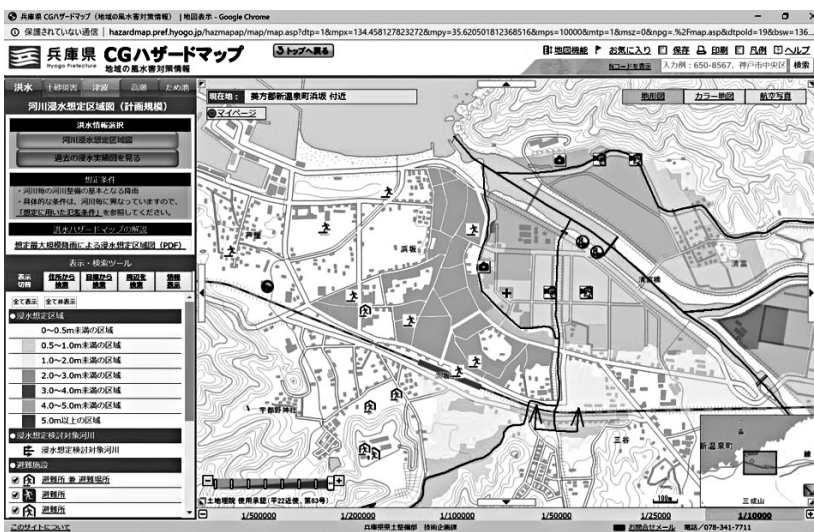 兵庫県 CGハザードマップ（地域の風水害対策情報） |地図表示 - Google Chrome
保護されていない通信 | hazardmap.pref.hyogo.jp/hazmapap/map/map.asp?dtp=1&mpx=134.458127823272&mpy=35.620501812368516&mps=10000&mtp=1&msz=0&npg=.%2Fmap.asp&dtpold=19&bsw=136...
兵庫県 CGハザードマップ
Hyogo Prefecture 地域の風水害対策情報
トップへ戻る
地図機能 お気に入り 保存 印刷 凡例 ヘルプ
Nコードを表示 入力例：650-8567、神戸市中央区 検索
洪水 土砂災害 津波 高潮 ため池
河川浸水想定区域図（計画規模）
洪水情報選択
河川浸水想定区域図
過去の浸水実績図を見る
想定条件
・河川毎の河川整備の基本となる降雨
・具体的な条件は、河川毎に異なっていますので、
「想定に用いた氾濫条件」を参照してください。
洪水ハザードマップの解説
想定最大規模降雨による浸水想定区域図（PDF）
表示・検索ツール
表示切替 住所から検索 目標から検索 周辺を検索 情報表示
全て表示 全て非表示
●浸水想定区域
0～0.5m未満の区域
0.5～1.0m未満の区域
1.0～2.0m未満の区域
2.0～3.0m未満の区域
3.0～4.0m未満の区域
4.0～5.0m未満の区域
5.0m以上の区域
●浸水想定検討対象河川
浸水想定検討対象河川
●避難施設
避難所 兼 避難場所
避難所
避難所
現在地： 美方郡新温泉町浜坂 付近
マイページ
地形図 カラー地図 航空写真
芦屋
浜坂
清富
清富橋
宇都野神社
三谷
新温泉町
三成山
100m
土地理院 使用承認（平22近使、第63号）
1/500000 1/200000 1/100000 1/50000 1/25000 1/10000
このサイトについて
兵庫県県土整備部 技術企画課
お問合せメール 電話/078-341-7711